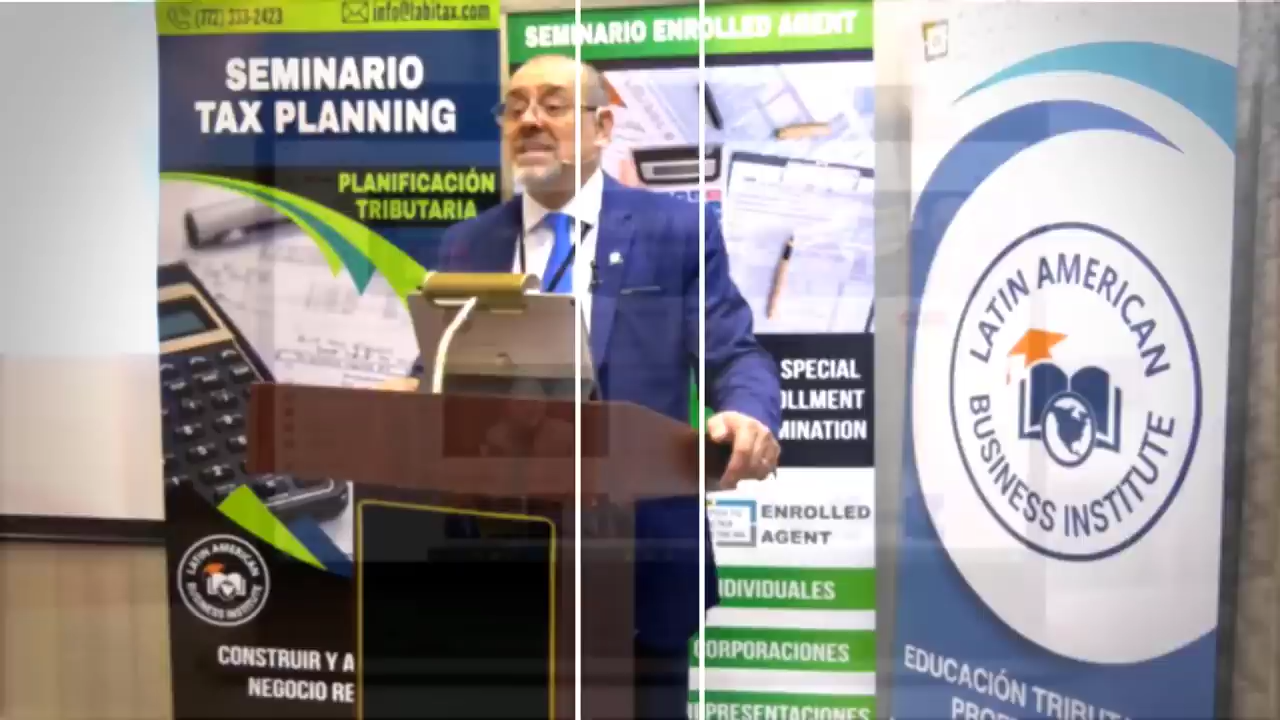 (772) 333-2423
info@labitax.com
SEMINARIO
TAX PLANNING
PLANIFICACIÓN
TRIBUTARIA
LATIN AMERICAN
BUSINESS INSTITUTE
CONSTRUIR Y A
NEGOCIO RE
SEMINARIO ENROLLED AGENT
SPECIAL
OLLMENT
MINATION
ENROLLED
AGENT
DIVIDUALES
CORPORACIONES
REPRESENTACIONES
LATIN AMERICAN
BUSINESS INSTITUTE
EDUCACIÓN TRIBUT